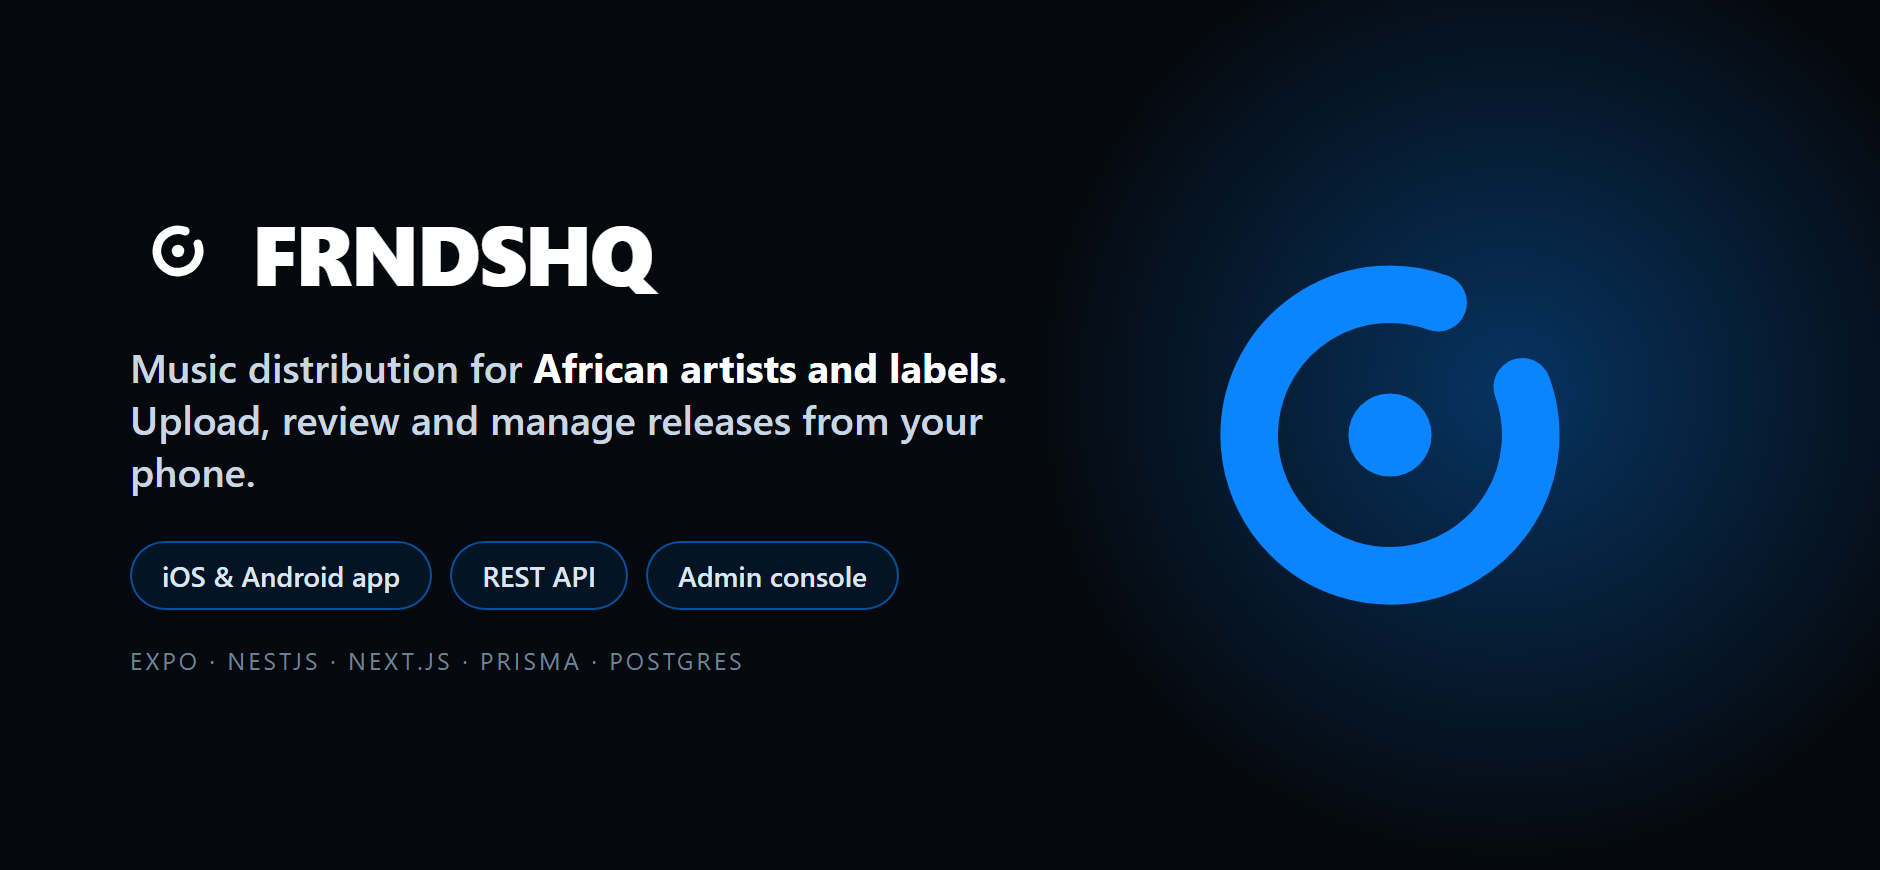 FRNDSHQ
Music distribution for African artists and labels.
Upload, review and manage releases from your
phone.
iOS & Android app
REST API
Admin console
EXPO · NESTJS · NEXT.JS · PRISMA · POSTGRES